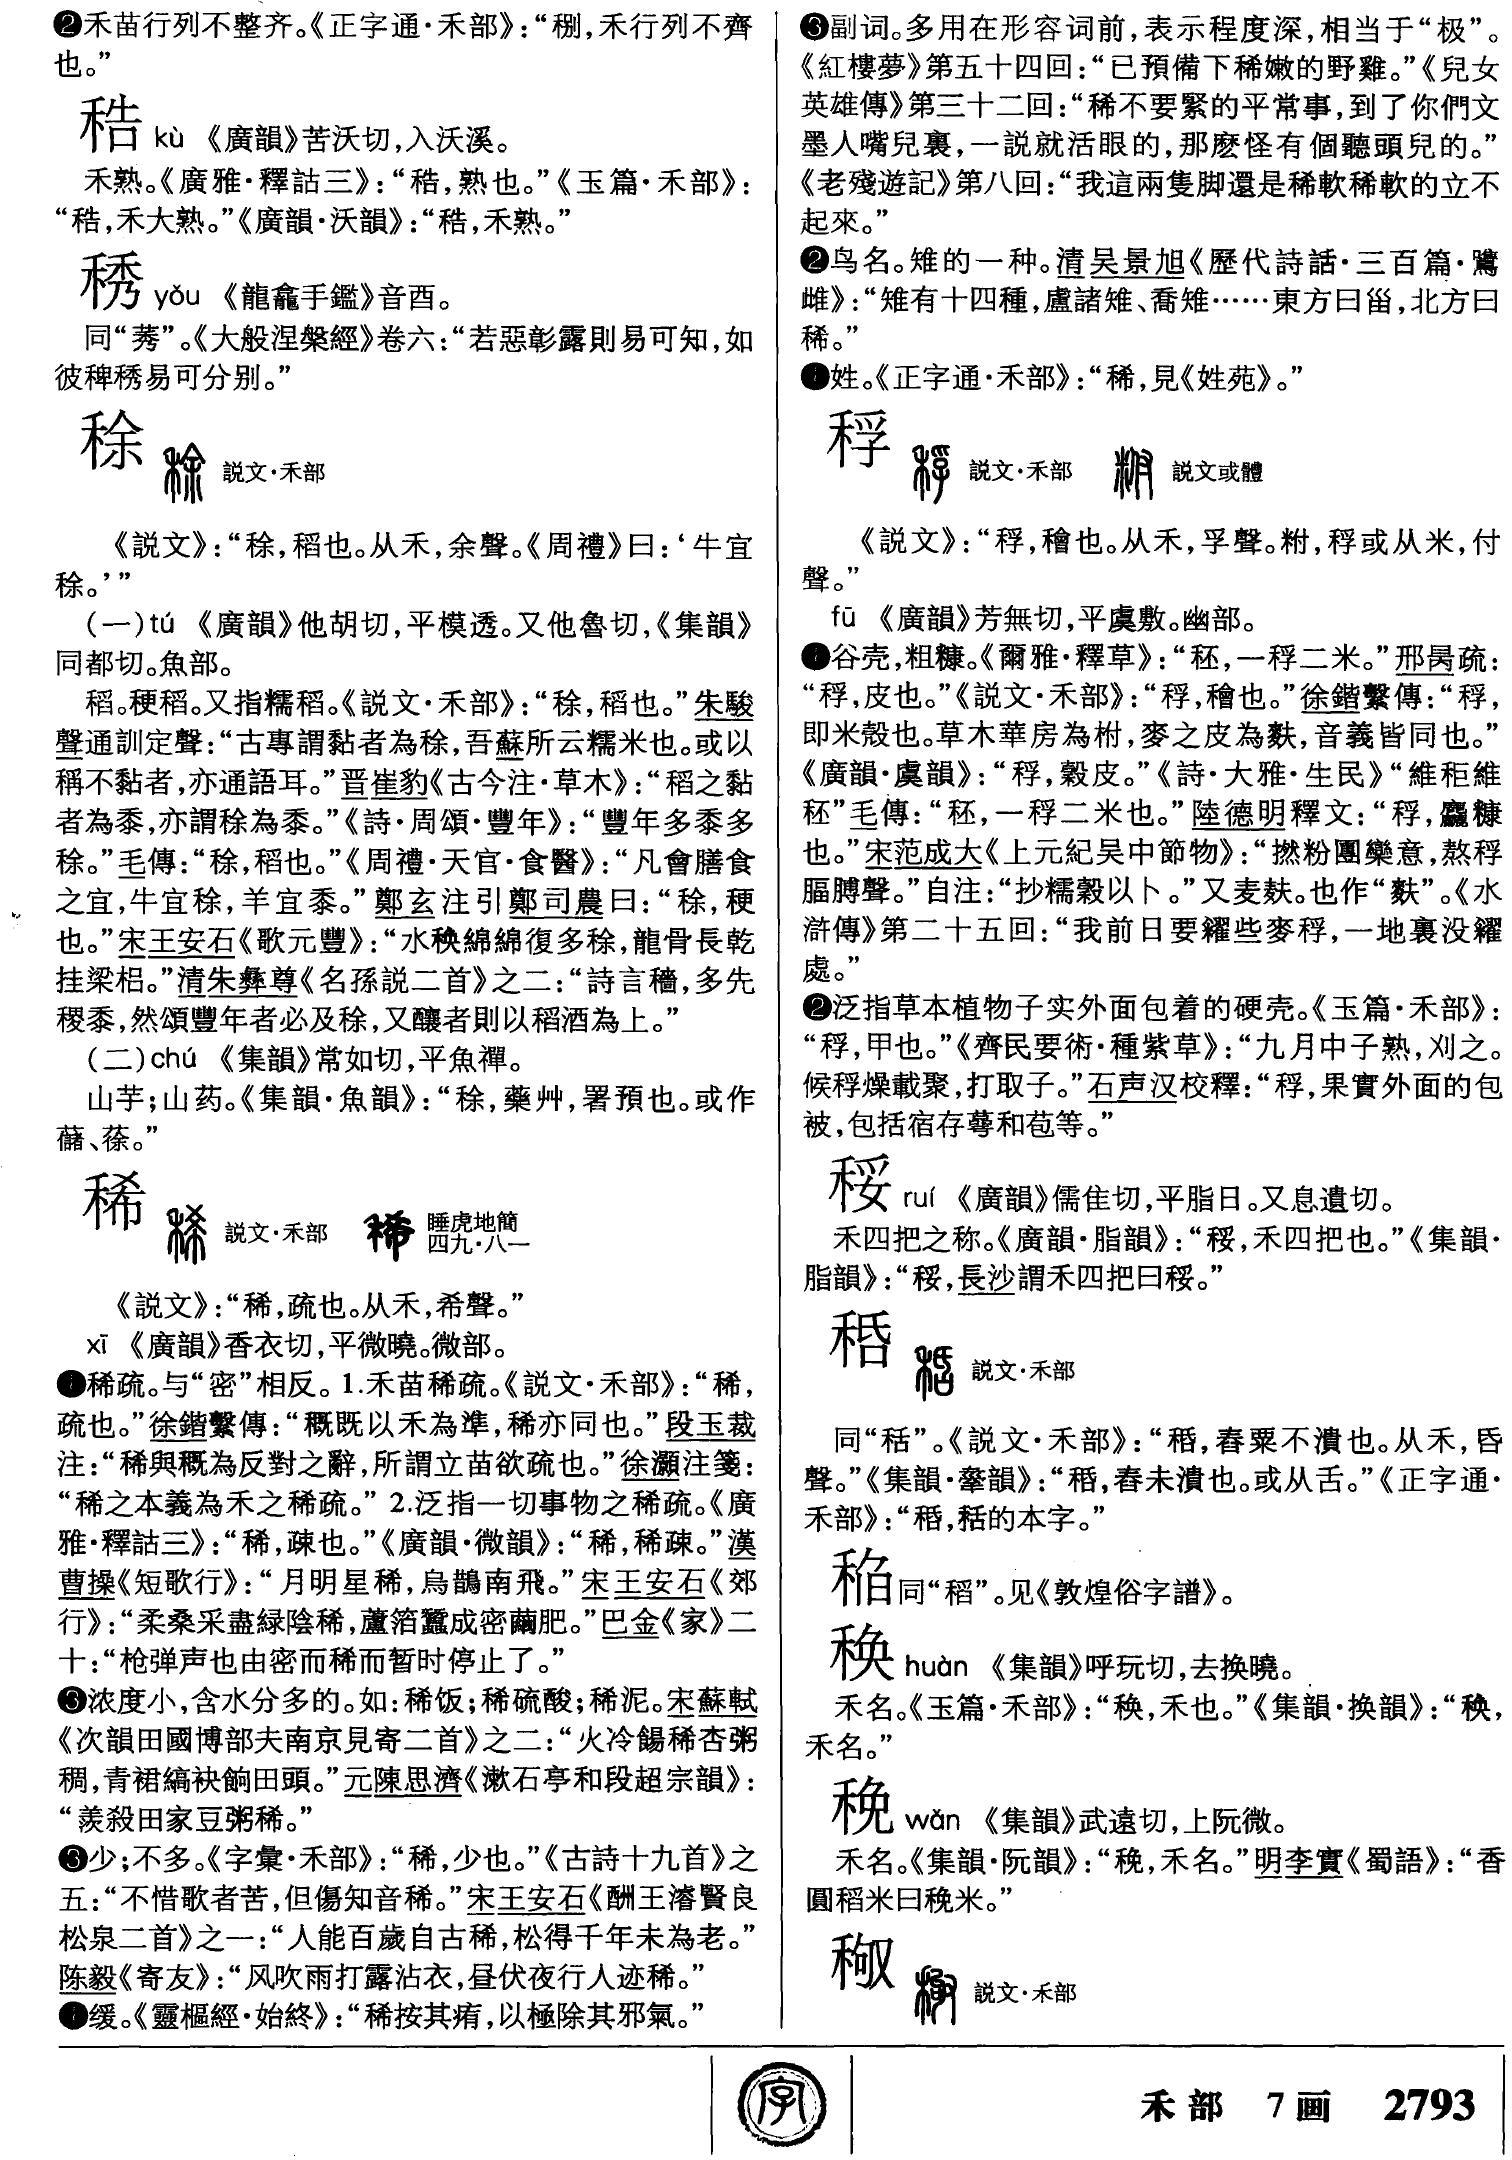 ❷禾苗行列不整齐。《正字通·禾部》：“䅀，禾行列不齊
也。”
秙 kù 《廣韻》苦沃切，入沃溪。
禾熟。《廣雅·釋詁三》：“秙，熟也。”《玉篇·禾部》：
“秙，禾大熟。”《廣韻·沃韻》：“秙，禾熟。”
䅎 yǒu 《龍龕手鑑》音酉。
同“莠”。《大般涅槃經》卷六：“若惡彰露則易可知，如
彼稗䅎易可分别。”
稌 説文·禾部
《説文》：“稌，稻也。从禾，余聲。《周禮》曰：‘牛宜
稌。’”
(一)tú 《廣韻》他胡切，平模透。又他魯切，《集韻》
同都切。魚部。
稻。稉稻。又指糯稻。《説文·禾部》：“稌，稻也。”朱駿
聲通訓定聲：“古專謂黏者為稌，吾蘇所云糯米也。或以
稱不黏者，亦通語耳。”晋崔豹《古今注·草木》：“稻之黏
者為黍，亦謂稌為黍。”《詩·周頌·豐年》：“豐年多黍多
稌。”毛傳：“稌，稻也。”《周禮·天官·食醫》：“凡會膳食
之宜，牛宜稌，羊宜黍。”鄭玄注引鄭司農曰：“稌，稉
也。”宋王安石《歌元豐》：“水秧綿綿復多稌，龍骨長乾
挂梁梠。”清朱彝尊《名孫説二首》之二：“詩言穡，多先
稷黍，然頌豐年者必及稌，又釀者則以稻酒為上。”
(二)chú 《集韻》常如切，平魚禪。
山芋；山药。《集韻·魚韻》：“稌，藥艸，署預也。或作
藷、蒣。”
稀 説文·禾部 睡虎地簡
四九·八一
《説文》：“稀，疏也。从禾，希聲。”
xī 《廣韻》香衣切，平微曉。微部。
❶稀疏。与“密”相反。1.禾苗稀疏。《説文·禾部》：“稀，
疏也。”徐鍇繫傳：“穊既以禾為準，稀亦同也。”段玉裁
注：“稀與穊為反對之辭，所謂立苗欲疏也。”徐灝注箋：
“稀之本義為禾之稀疏。”2.泛指一切事物之稀疏。《廣
雅·釋詁三》：“稀，疎也。”《廣韻·微韻》：“稀，稀疎。”漢
曹操《短歌行》：“月明星稀，烏鵲南飛。”宋王安石《郊
行》：“柔桑采盡緑陰稀，蘆箔蠶成密繭肥。”巴金《家》二
十：“枪弹声也由密而稀而暂时停止了。”
❷浓度小，含水分多的。如：稀饭；稀硫酸；稀泥。宋蘇軾
《次韻田國博部夫南京見寄二首》之二：“火冷餳稀杏粥
稠，青裙縞袂餉田頭。”元陳思濟《漱石亭和段超宗韻》：
“羨殺田家豆粥稀。”
❸少；不多。《字彙·禾部》：“稀，少也。”《古詩十九首》之
五：“不惜歌者苦，但傷知音稀。”宋王安石《酬王濬賢良
松泉二首》之一：“人能百歲自古稀，松得千年未為老。”
陈毅《寄友》：“风吹雨打露沾衣，昼伏夜行人迹稀。”
❹缓。《靈樞經·始終》：“稀按其痏，以極除其邪氣。”
❺副词。多用在形容词前，表示程度深，相当于“极”。
《紅樓夢》第五十四回：“已預備下稀嫩的野雞。”《兒女
英雄傳》第三十二回：“稀不要緊的平常事，到了你們文
墨人嘴兒裏，一説就活眼的，那麽怪有個聽頭兒的。”
《老殘遊記》第八回：“我這兩隻脚還是稀軟稀軟的立不
起來。”
❻鸟名。雉的一种。清吴景旭《歷代詩話·三百篇·鷺
雌》：“雉有十四種，盧諸雉、喬雉……東方曰甾，北方曰
稀。”
❼姓。《正字通·禾部》：“稀，見《姓苑》。”
稃 説文·禾部 説文或體
《説文》：“稃，䅤也。从禾，孚聲。粰，稃或从米，付
聲。”
fū 《廣韻》芳無切，平虞敷。幽部。
❶谷壳，粗糠。《爾雅·釋草》：“秠，一稃二米。”邢昺疏：
“稃，皮也。”《説文·禾部》：“稃，䅤也。”徐鍇繫傳：“稃，
即米殼也。草木華房為柎，麥之皮為麩，音義皆同也。”
《廣韻·虞韻》：“稃，榖皮。”《詩·大雅·生民》“維秬維
秠”毛傳：“秠，一稃二米也。”陸德明釋文：“稃，麤糠
也。”宋范成大《上元紀吴中節物》：“撚粉團欒意，熬稃
腷膊聲。”自注：“抄糯穀以卜。”又麦麸。也作“麩”。《水
滸傳》第二十五回：“我前日要糴些麥稃，一地裏没糴
處。”
❷泛指草本植物子实外面包着的硬壳。《玉篇·禾部》：
“稃，甲也。”《齊民要術·種紫草》：“九月中子熟，刈之。
候稃燥載聚，打取子。”石声汉校釋：“稃，果實外面的包
被，包括宿存萼和苞等。”
䅑 ruí 《廣韻》儒隹切，平脂日。又息遺切。
禾四把之称。《廣韻·脂韻》：“䅑，禾四把也。”《集韻·
脂韻》：“䅑，長沙謂禾四把曰䅑。”
説文·禾部
同“秳”。《説文·禾部》：“䅏，舂粟不潰也。从禾，昏
聲。”《集韻·舝韻》：“䅏，舂未潰也。或从舌。”《正字通·
禾部》：“䅏，秳的本字。”
同“稻”。见《敦煌俗字譜》。
huàn 《集韻》呼玩切，去换曉。
禾名。《玉篇·禾部》：“䆁，禾也。”《集韻·换韻》：“䆁，
禾名。”
䅋 wǎn 《集韻》武遠切，上阮微。
禾名。《集韻·阮韻》：“䅋，禾名。”明李實《蜀語》：“香
圓稻米曰䅋米。”
説文·禾部
禾部 7画 2793